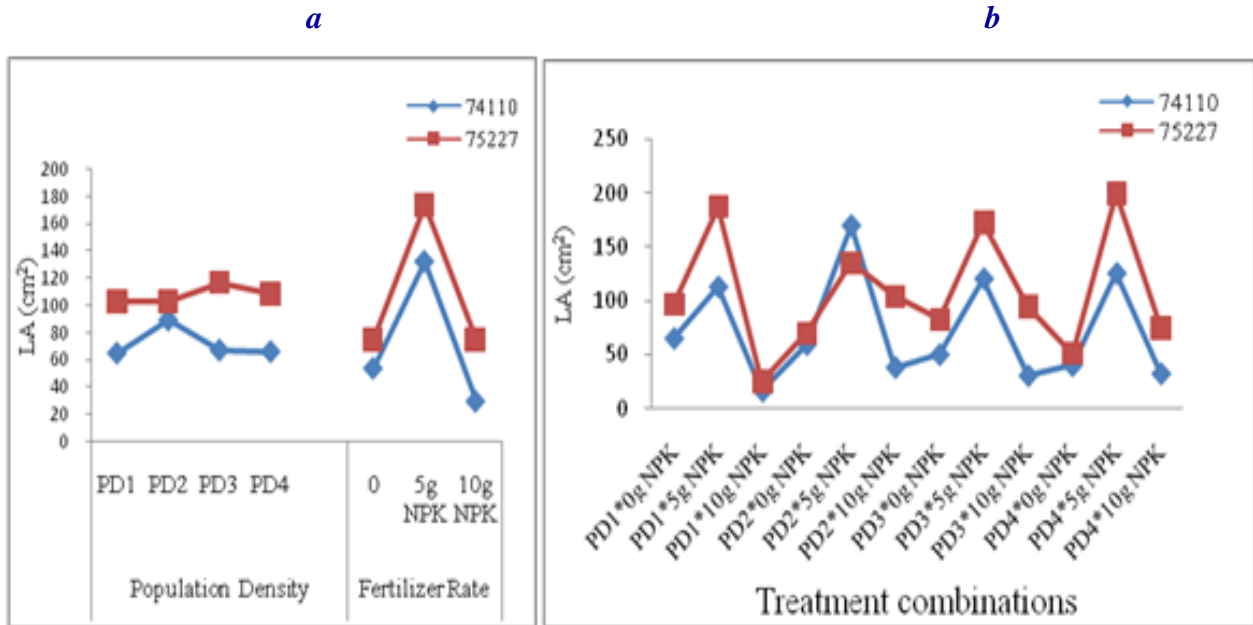 a
b
74110
75227
200
180
160
140
120
100
80
60
40
20
0
LA (cm²)
PD1 PD2 PD3 PD4
0 5g NPK 10g NPK
Population Density
Fertilizer Rate
74110
75227
250
200
150
100
50
0
LA (cm²)
PD1*0g NPK
PD1*5g NPK
PD1*10g NPK
PD2*0g NPK
PD2*5g NPK
PD2*10g NPK
PD3*0g NPK
PD3*5g NPK
PD3*10g NPK
PD4*0g NPK
PD4*5g NPK
PD4*10g NPK
Treatment combinations